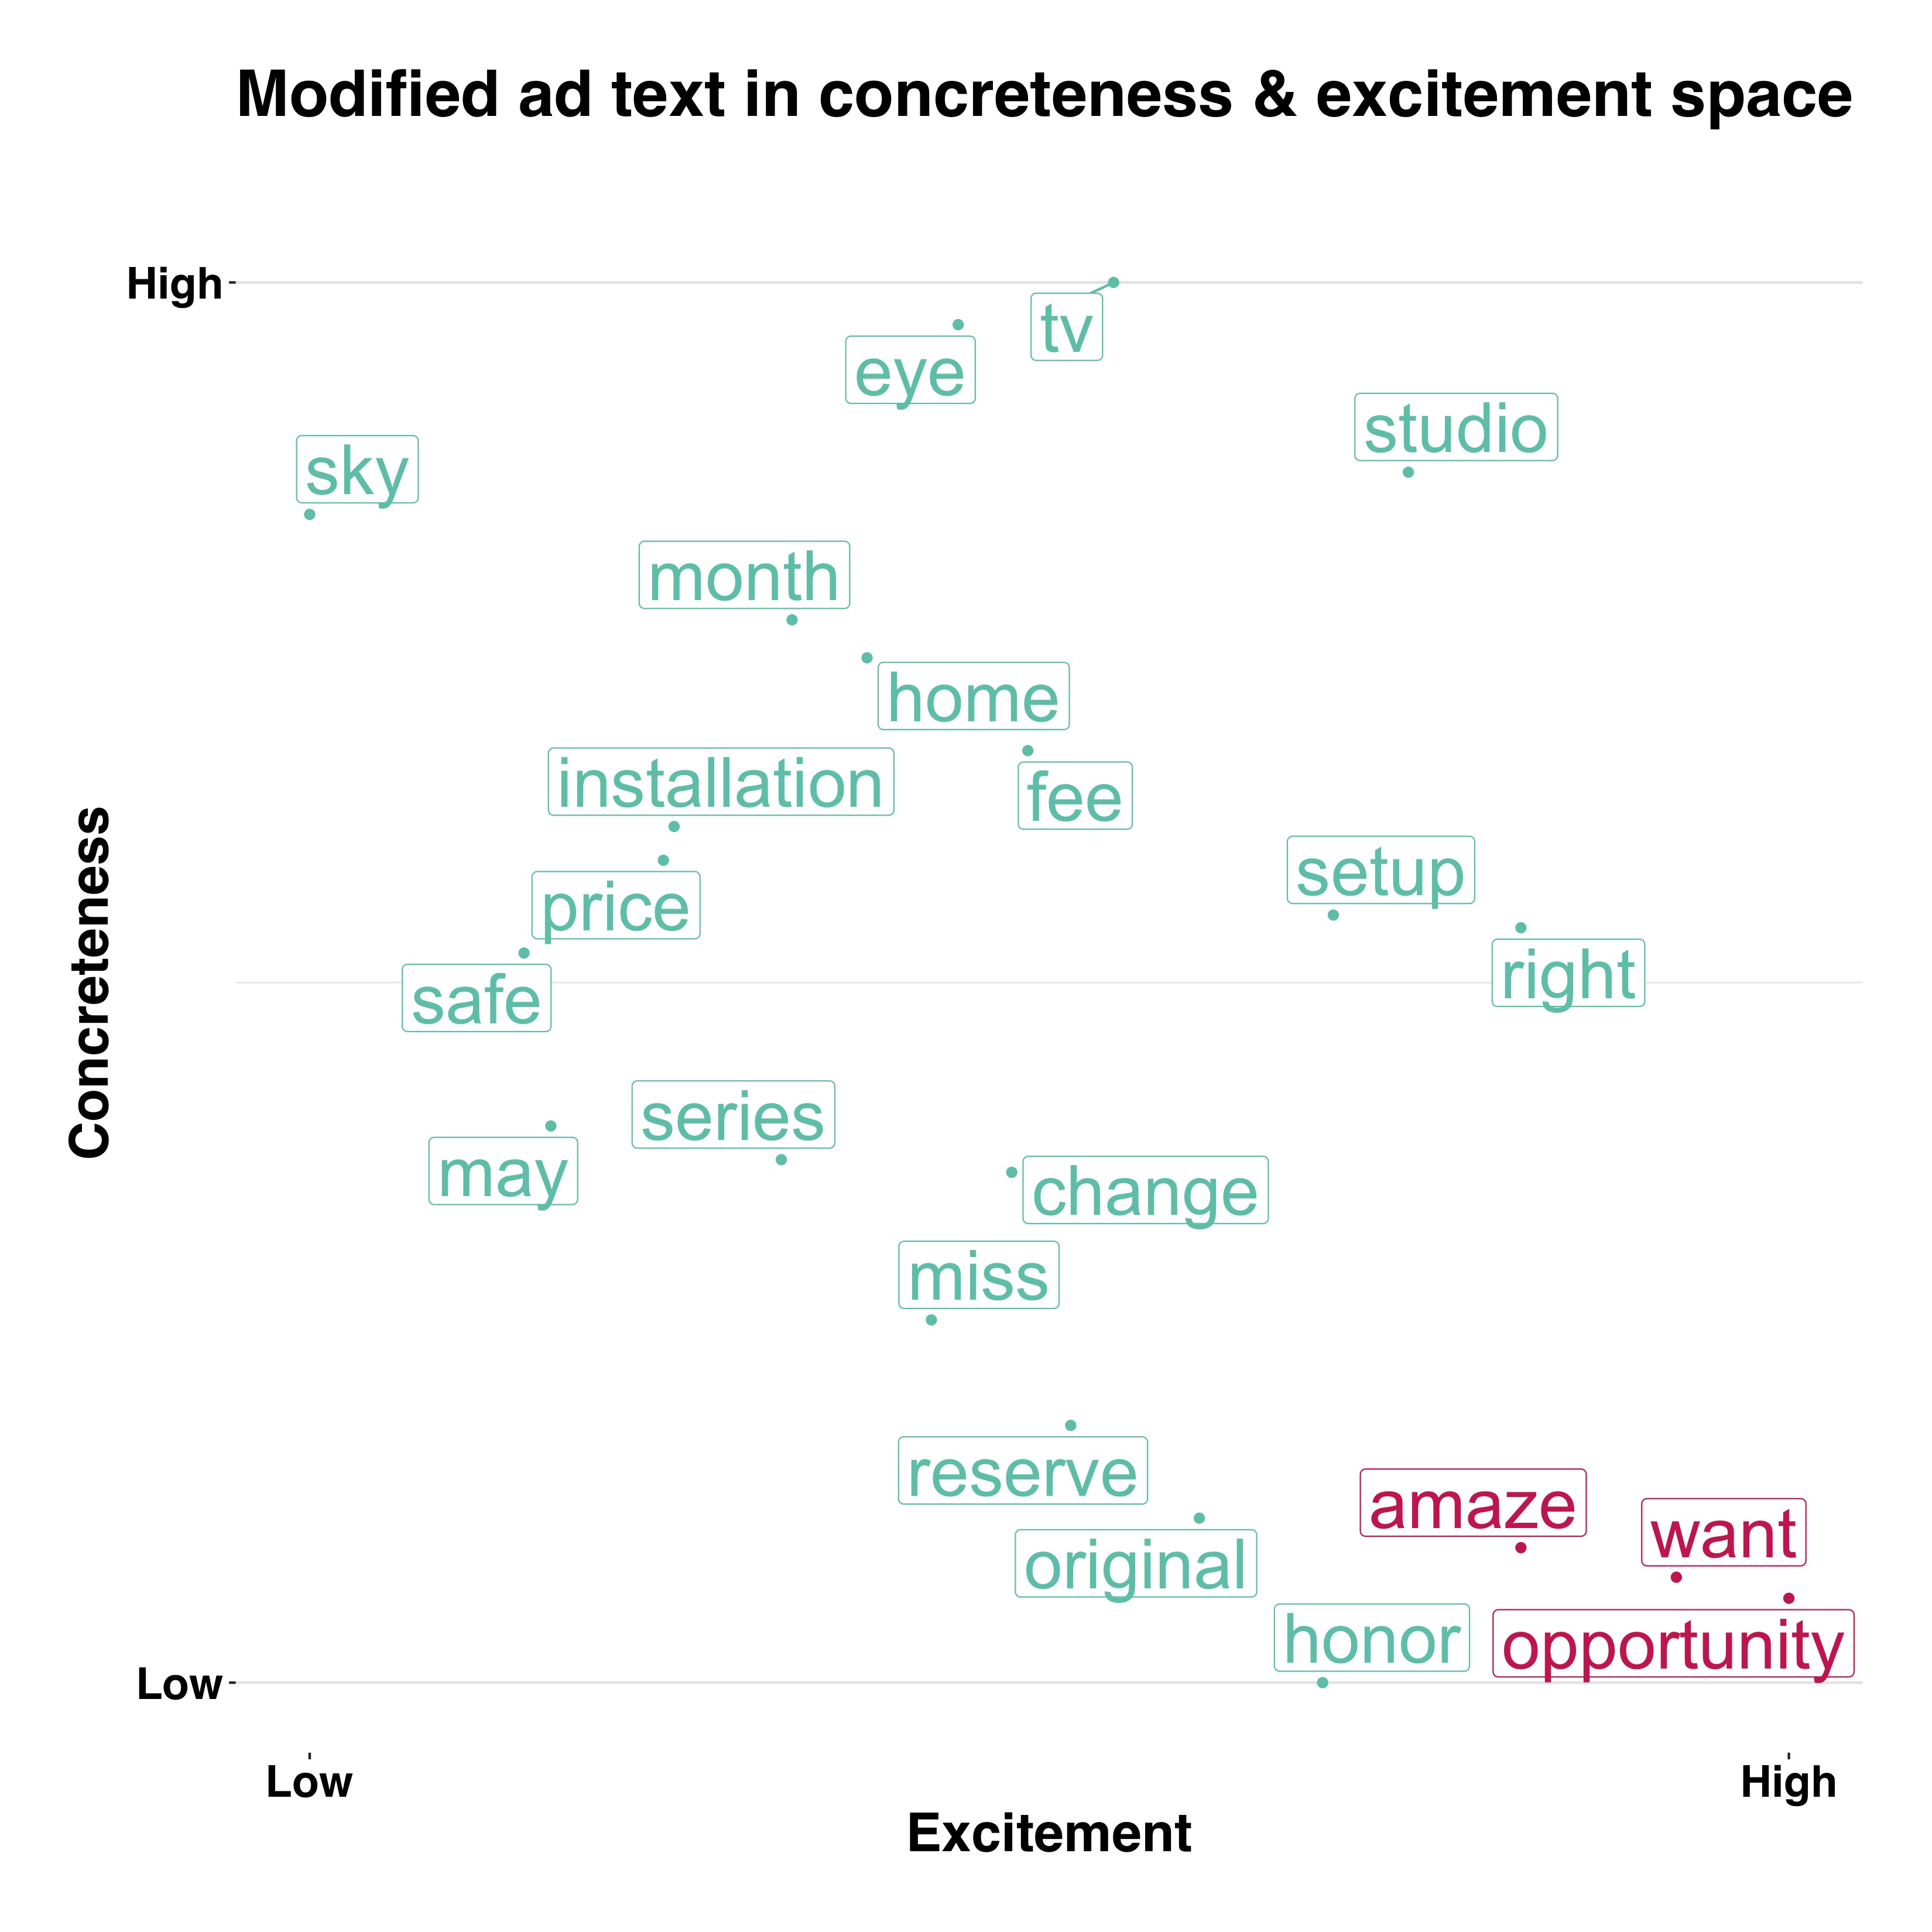 Modified ad text in concreteness & excitement space
High
tv
eye
studio
sky
month
home
installation
fee
setup
price
right
safe
Concreteness
series
may
change
miss
reserve
amaze
want
original
honor
opportunity
Low
Low
High
Excitement